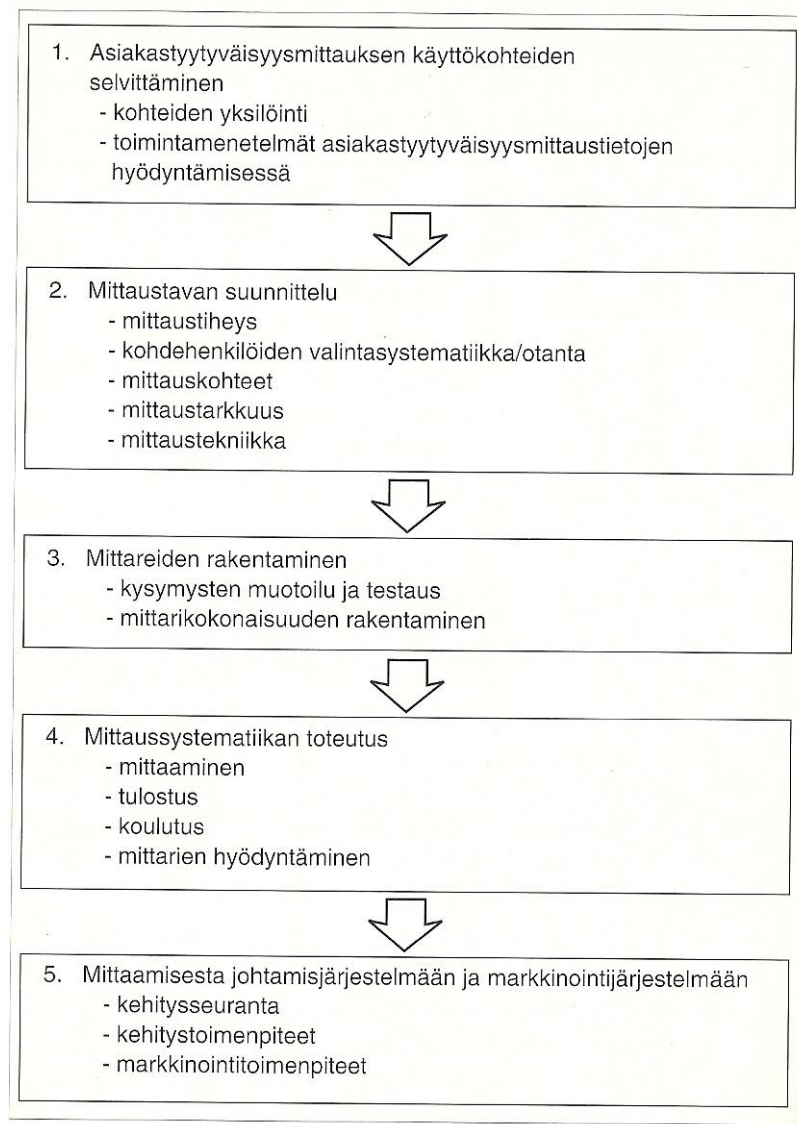 1. Asiakastyytyväisyysmittauksen käyttökohteiden
selvittäminen
- kohteiden yksilöinti
- toimintamenetelmät asiakastyytyväisyysmittaustietojen
hyödyntämisessä
2. Mittaustavan suunnittelu
- mittaustiheys
- kohdehenkilöiden valintasystematiikka/otanta
- mittauskohteet
- mittaustarkkuus
- mittaustekniikka
3. Mittareiden rakentaminen
- kysymysten muotoilu ja testaus
- mittarikokonaisuuden rakentaminen
4. Mittaussystematiikan toteutus
- mittaaminen
- tulostus
- koulutus
- mittarien hyödyntäminen
5. Mittaamisesta johtamisjärjestelmään ja markkinointijärjestelmään
- kehitysseuranta
- kehitystoimenpiteet
- markkinointitoimenpiteet